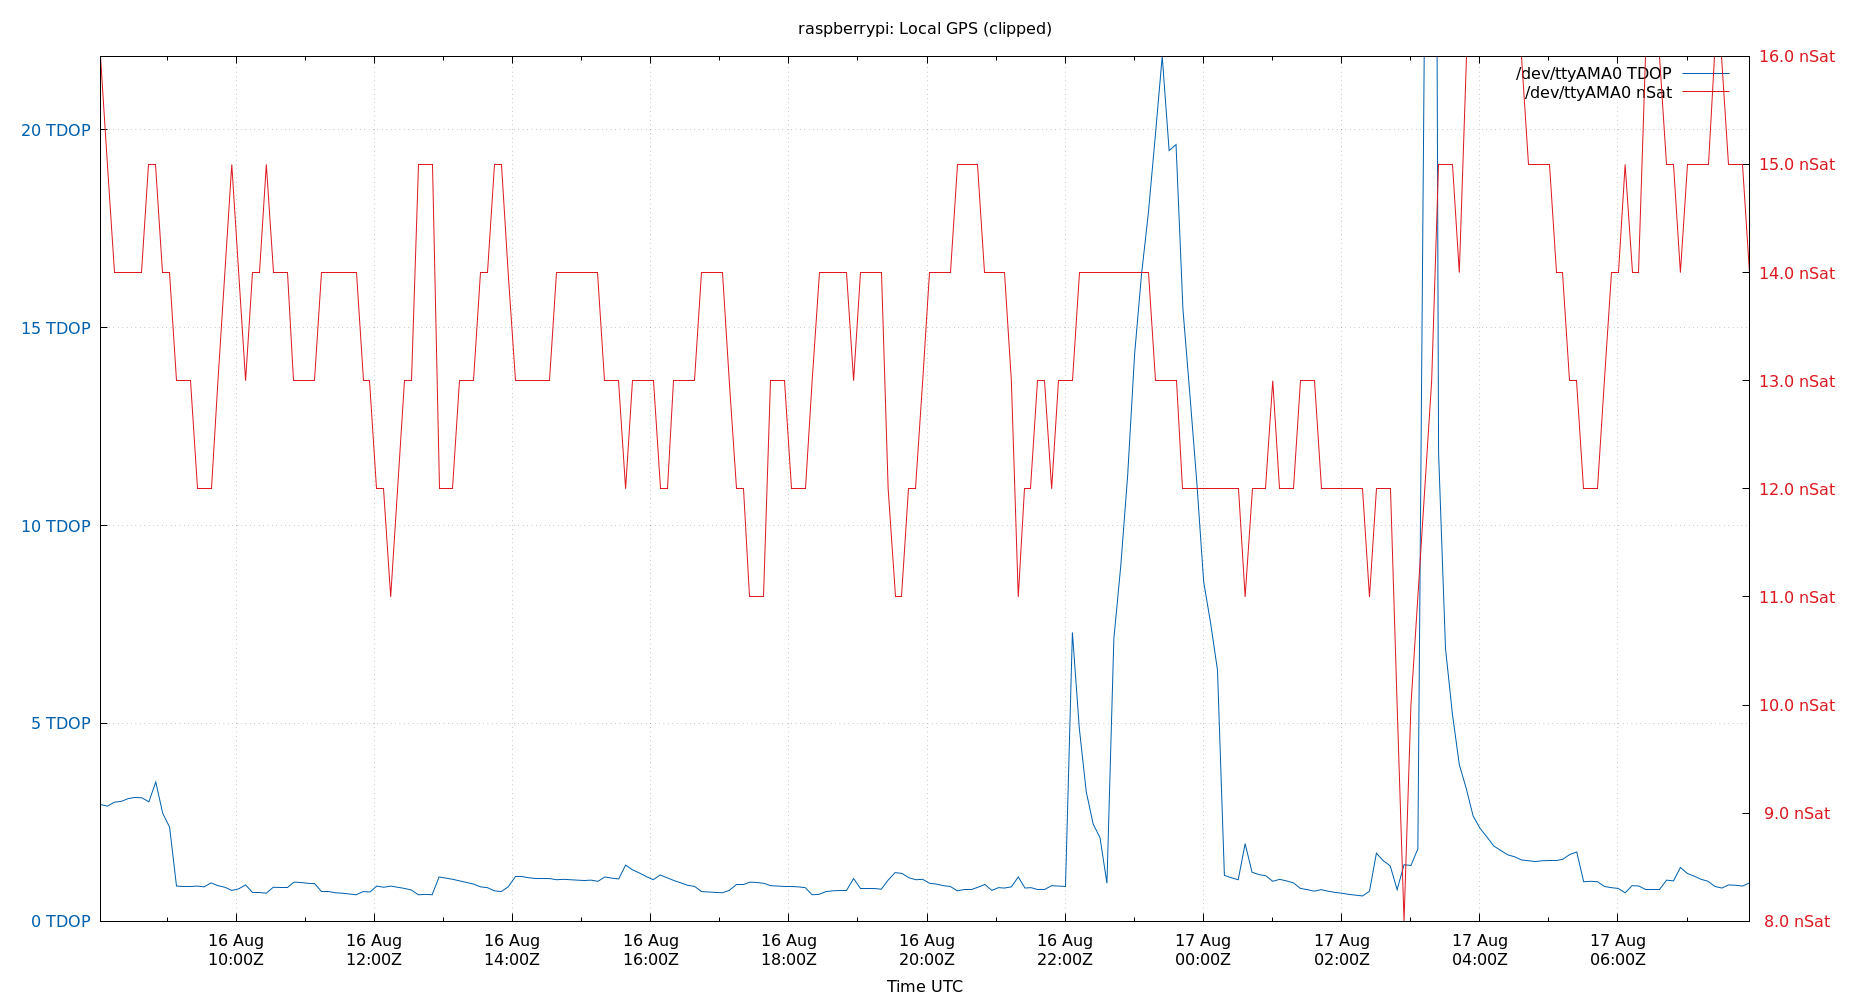 raspberrypi: Local GPS (clipped)
/dev/ttyAMA0 TDOP
/dev/ttyAMA0 nSat
20 TDOP
15 TDOP
10 TDOP
5 TDOP
0 TDOP
16.0 nSat
15.0 nSat
14.0 nSat
13.0 nSat
12.0 nSat
11.0 nSat
10.0 nSat
9.0 nSat
8.0 nSat
16 Aug 16 Aug 16 Aug 16 Aug 16 Aug 16 Aug 16 Aug 17 Aug 17 Aug 17 Aug 17 Aug
10:00Z 12:00Z 14:00Z 16:00Z 18:00Z 20:00Z 22:00Z 00:00Z 02:00Z 04:00Z 06:00Z
Time UTC